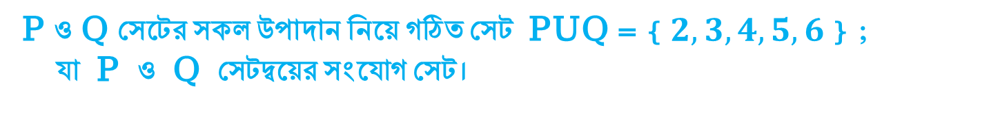 P ও Q সেটের সকল উপাদান নিয়ে গঠিত সেট PUQ = { 2, 3, 4, 5, 6 } ;
যা P ও Q সেটদ্বয়ের সংযোগ সেট।